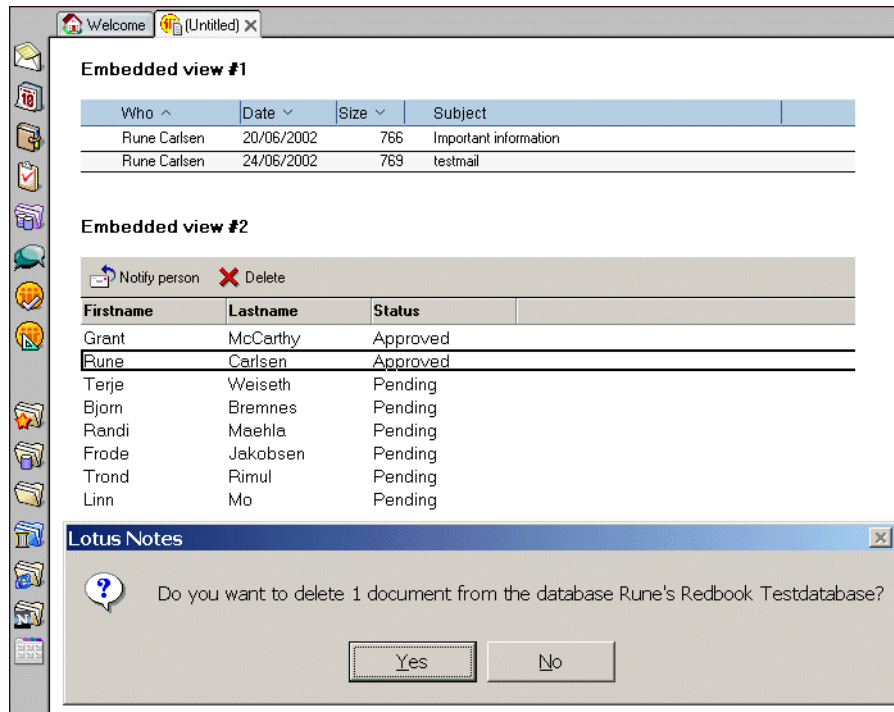 Welcome (Untitled)
Embedded view #1
Who Date Size Subject
Rune Carlsen 20/06/2002 766 Important information
Rune Carlsen 24/06/2002 769 testmail
Embedded view #2
Notify person Delete
Firstname Lastname Status
Grant McCarthy Approved
Rune Carlsen Approved
Terje Weiseth Pending
Bjorn Bremnes Pending
Randi Maehla Pending
Frode Jakobsen Pending
Trond Rimul Pending
Linn Mo Pending
Lotus Notes
Do you want to delete 1 document from the database Rune's Redbook Testdatabase?
Yes No